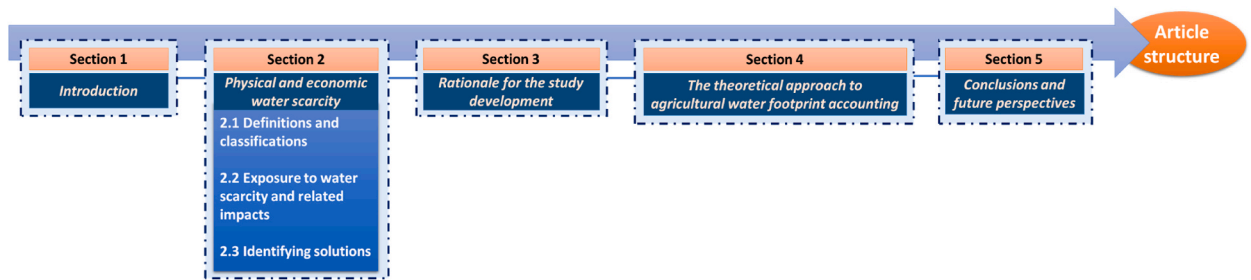 Section 1
Introduction
Section 2
Physical and economic
water scarcity
2.1 Definitions and
classifications
2.2 Exposure to water
scarcity and related
impacts
2.3 Identifying solutions
Section 3
Rationale for the study
development
Section 4
The theoretical approach to
agricultural water footprint accounting
Section 5
Conclusions and
future perspectives
Article
structure